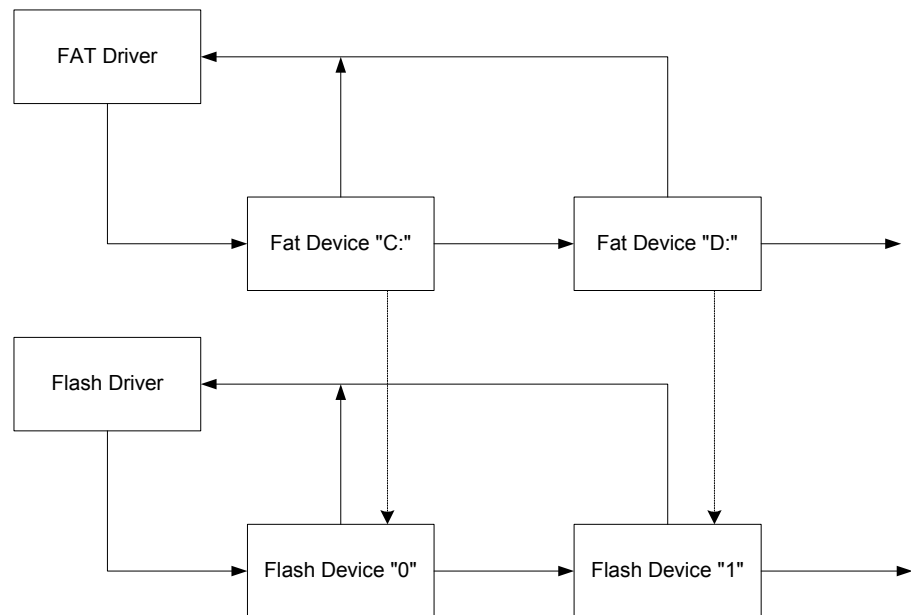 FAT Driver
Fat Device "C:"
Fat Device "D:"
Flash Driver
Flash Device "0"
Flash Device "1"